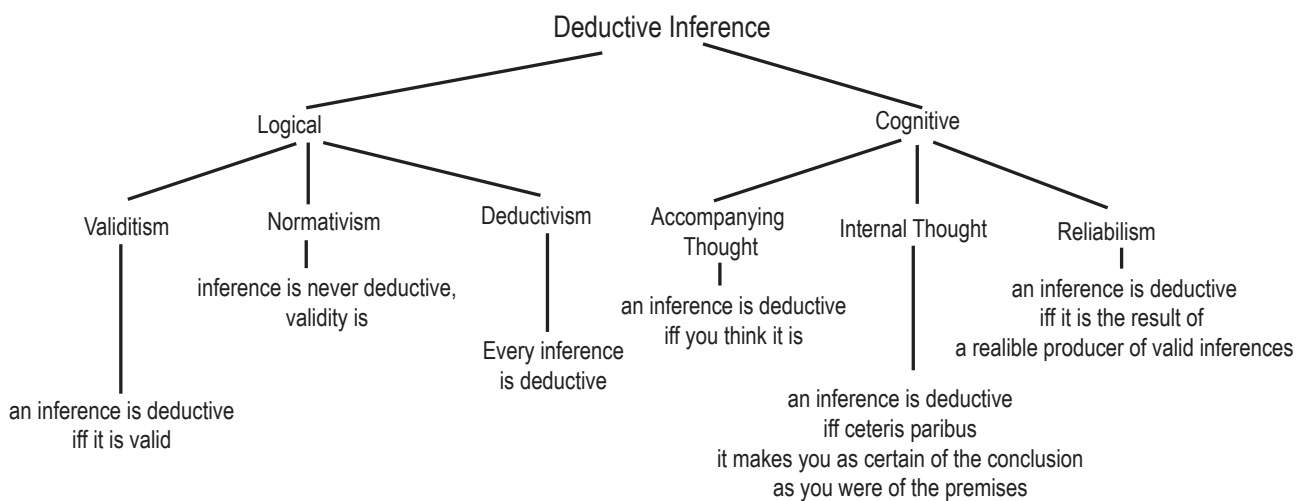 Deductive Inference
Logical
Cognitive
Validitism
Normativism
Deductivism
Accompanying
Thought
Internal Thought
Reliabilism
inference is never deductive,
validity is
an inference is deductive
iff you think it is
an inference is deductive
iff it is the result of
a realible producer of valid inferences
Every inference
is deductive
an inference is deductive
iff it is valid
an inference is deductive
iff ceteris paribus
it makes you as certain of the conclusion
as you were of the premises